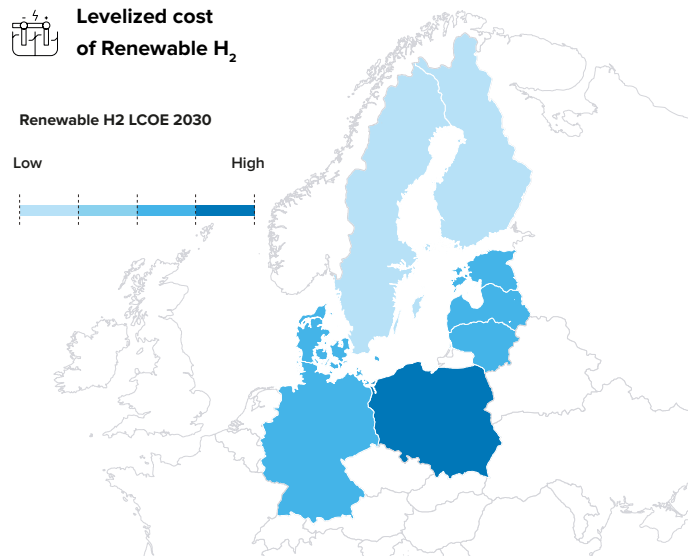 Levelized cost
of Renewable H₂
Renewable H2 LCOE 2030
Low High